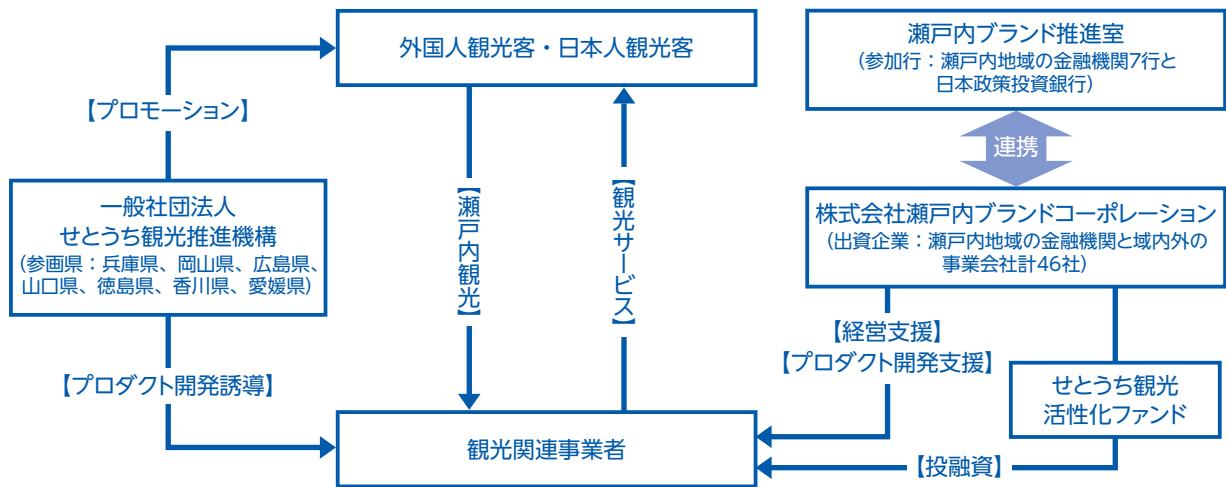 外国人観光客・日本人観光客
瀬戸内ブランド推進室
(参加行：瀬戸内地域の金融機関7行と
日本政策投資銀行)
【プロモーション】
連携
一般社団法人
せとうち観光推進機構
(参画県：兵庫県、岡山県、広島県、
山口県、徳島県、香川県、愛媛県)
【瀬戸内観光】
【観光サービス】
株式会社瀬戸内ブランドコーポレーション
(出資企業：瀬戸内地域の金融機関と域内外の
事業会社計46社)
【経営支援】
【プロダクト開発支援】
【プロダクト開発誘導】
せとうち観光
活性化ファンド
観光関連事業者
【投融資】